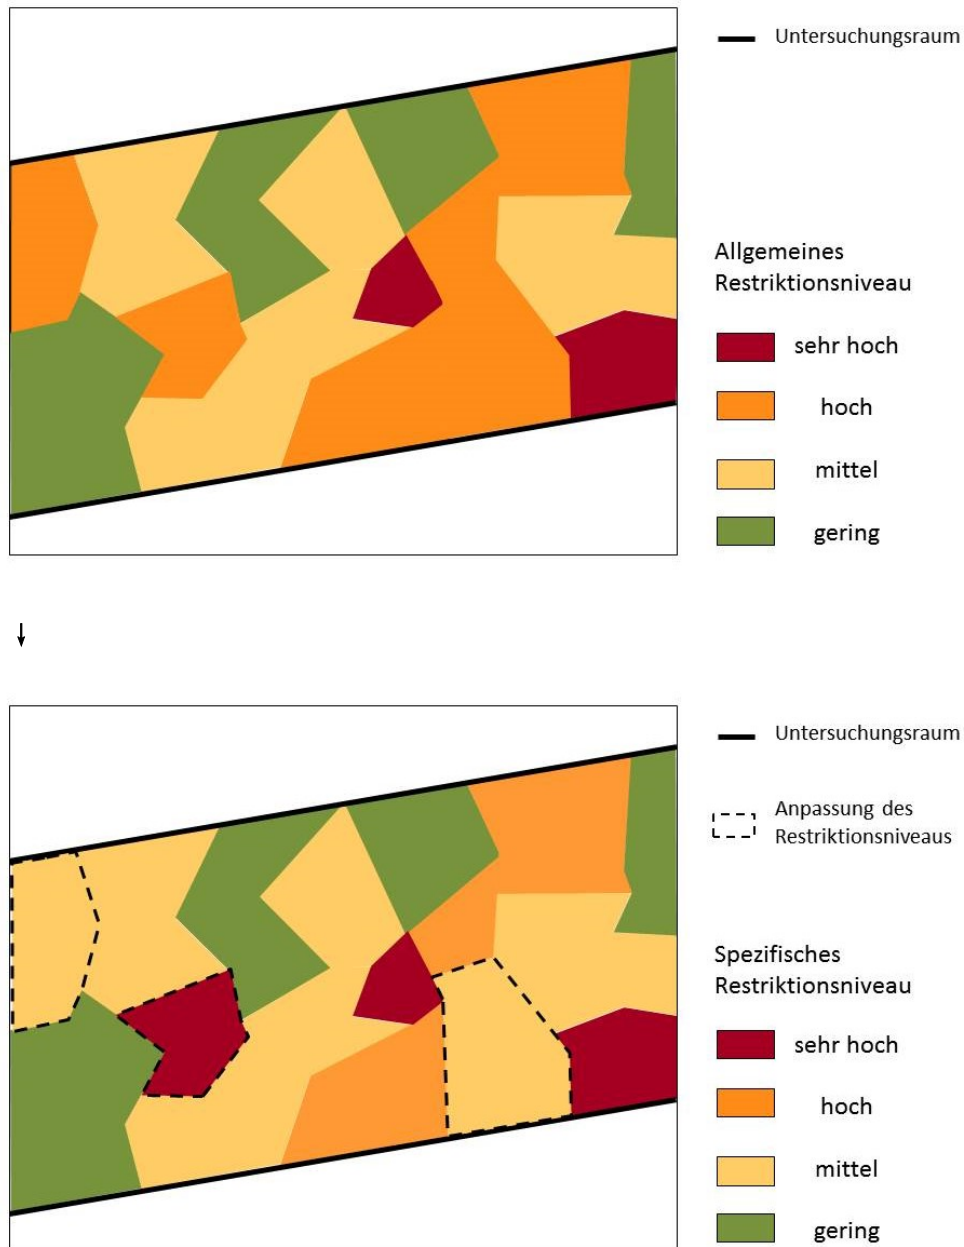 Untersuchungsraum
Allgemeines
Restriktionsniveau
sehr hoch
hoch
mittel
gering
Untersuchungsraum
Anpassung des
Restriktionsniveaus
Spezifisches
Restriktionsniveau
sehr hoch
hoch
mittel
gering